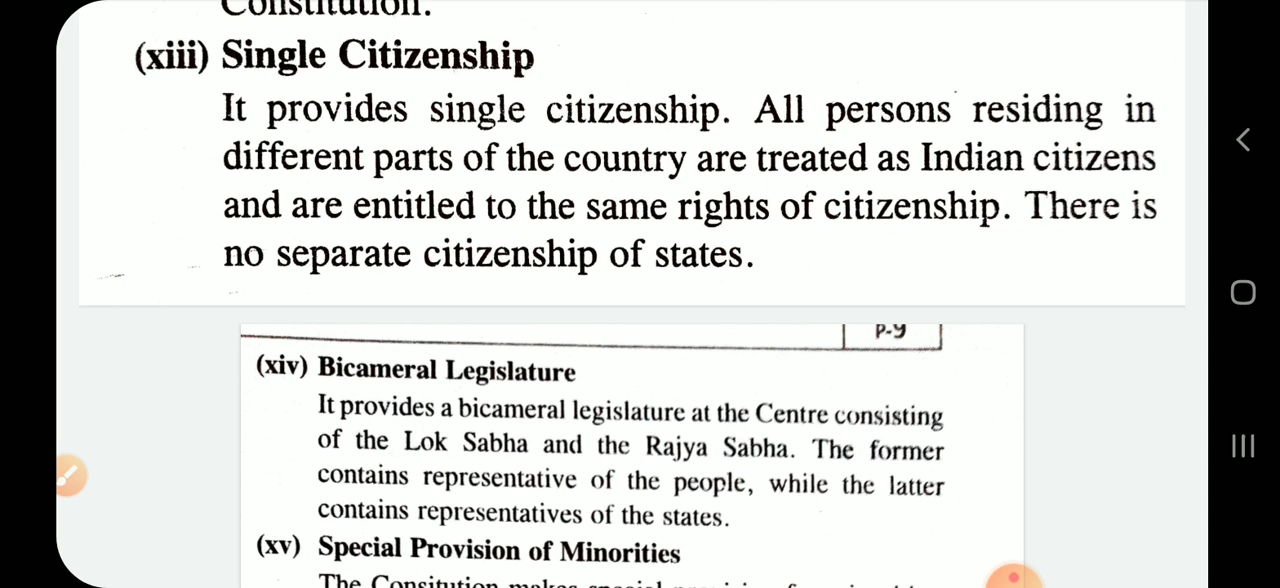 Constitution.
(xiii) Single Citizenship
It provides single citizenship. All persons residing in
different parts of the country are treated as Indian citizens
and are entitled to the same rights of citizenship. There is
no separate citizenship of states.
P-9
(xiv) Bicameral Legislature
It provides a bicameral legislature at the Centre consisting
of the Lok Sabha and the Rajya Sabha. The former
contains representative of the people, while the latter
contains representatives of the states.
(xv) Special Provision of Minorities
The Consitution makes special